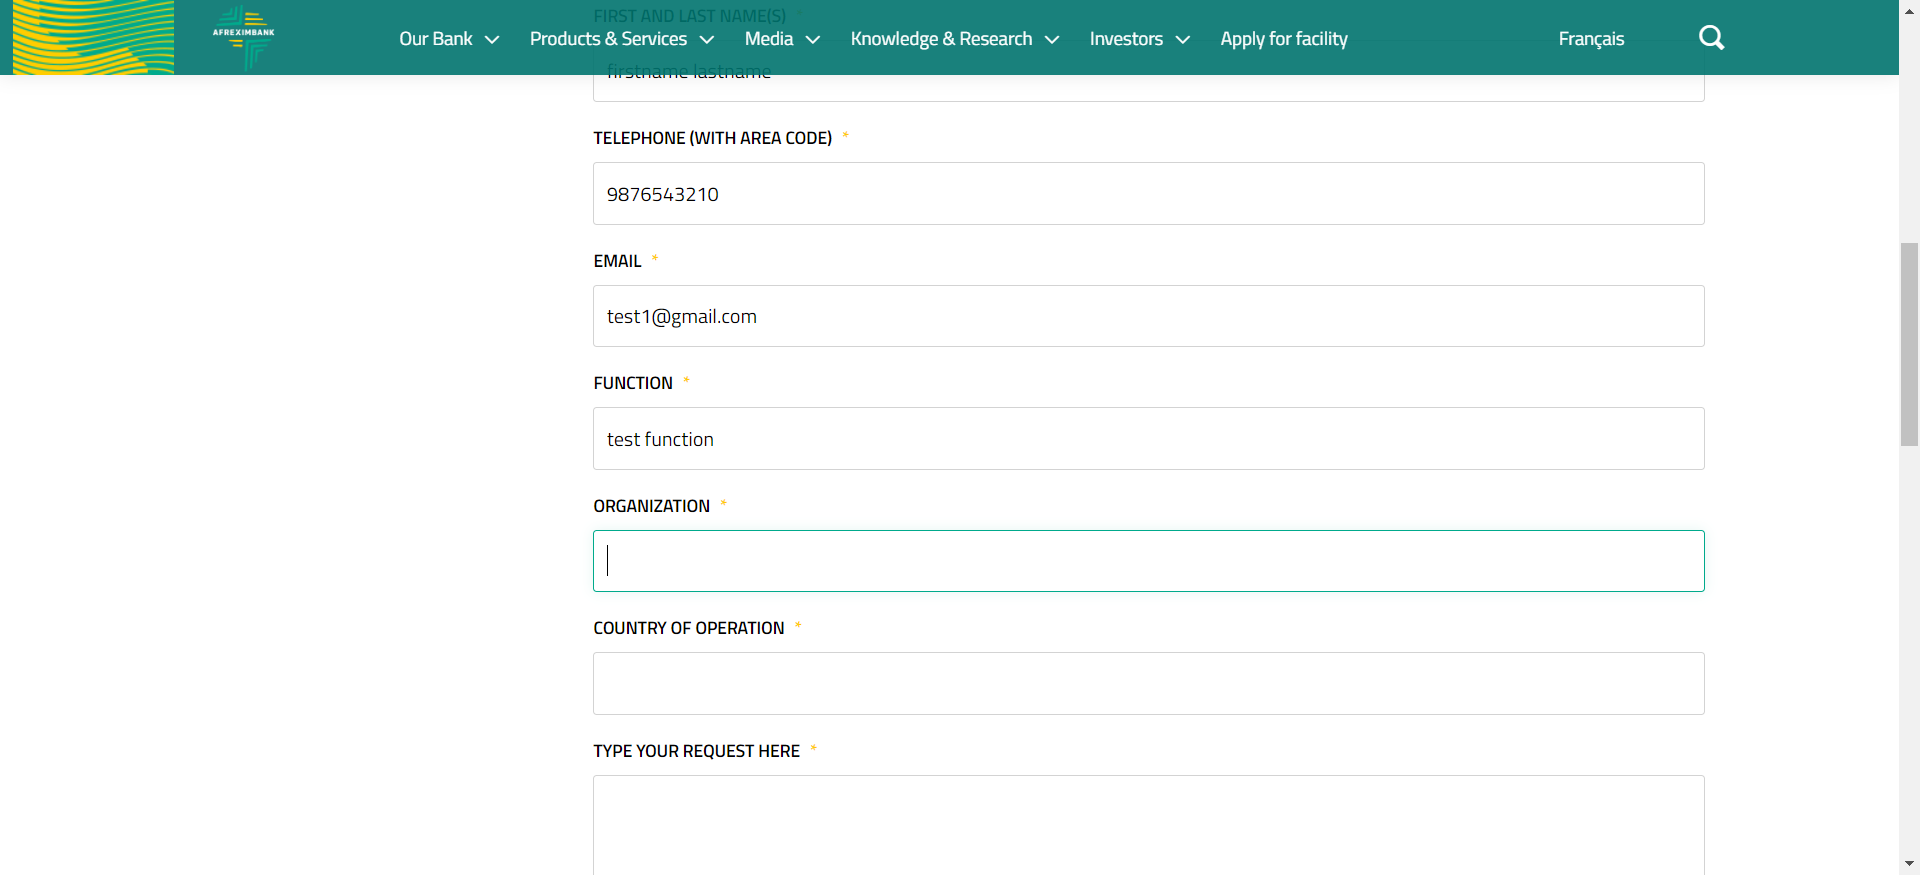 FIRST AND LAST NAME(S)
AFREXIMBANK
Our Bank Products & Services Media Knowledge & Research Investors Apply for facility Français
firstname lastname
TELEPHONE (WITH AREA CODE) *
9876543210
EMAIL *
test1@gmail.com
FUNCTION *
test function
ORGANIZATION *
COUNTRY OF OPERATION *
TYPE YOUR REQUEST HERE *